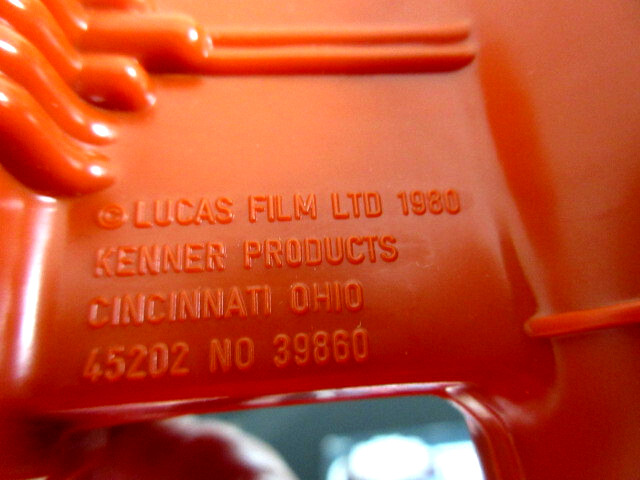 © LUCAS FILM LTD 1980
KENNER PRODUCTS
CINCINNATI OHIO
45202 NO 39860